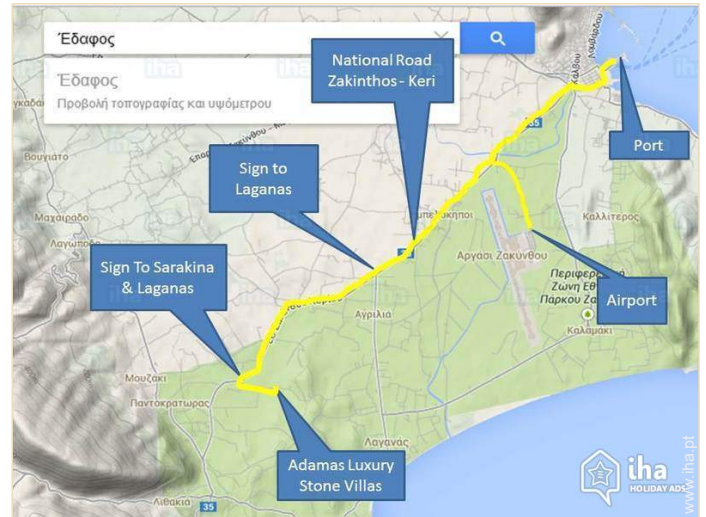 Έδαφος
Έδαφος
Προβολή τοπογραφίας και υψόμετρου
National Road
Zakinthos - Keri
Port
Sign to
Laganas
35
Βουγιάτο
Μαχαιράδο
Λαγώποδο
Καλλίτερος
Αργάσι Ζακύνθου
Sign To Sarakina
& Laganas
Airport
Αγριλιά
Καλαμάκι
Μουζάκι
Παντοκράτωρας
Λαγανάς
Adamas Luxury
Stone Villas
Λιθακιά
35
iha
HOLIDAY ADS
www.iha.pt